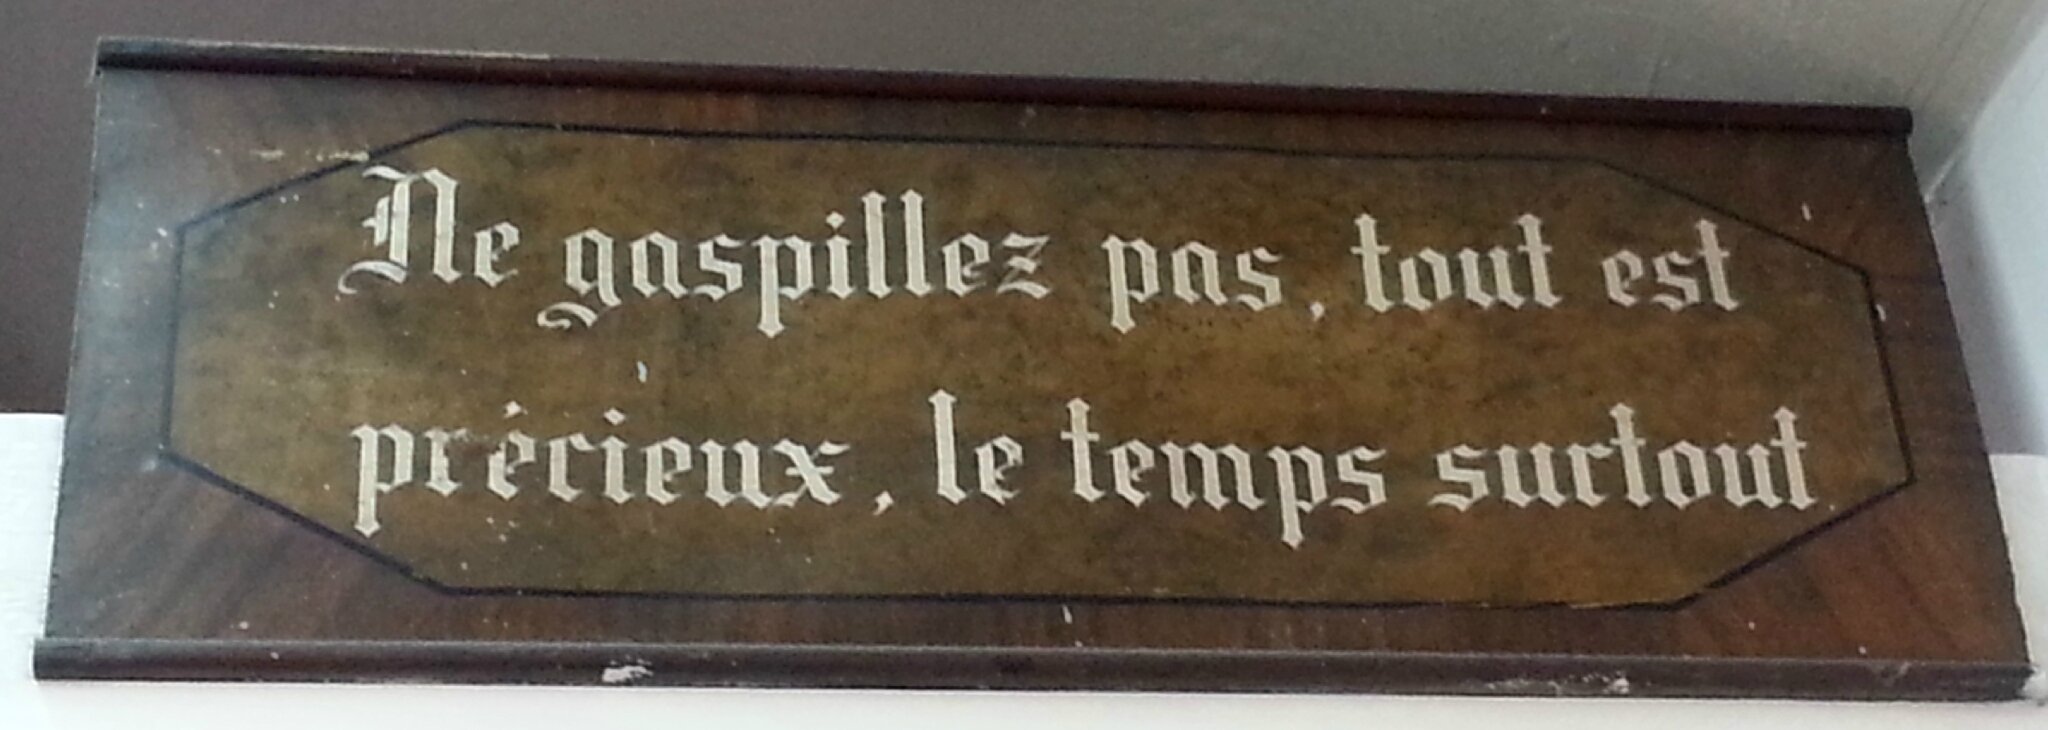 Ne gaspillez pas, tout est
précieux, le temps surtout